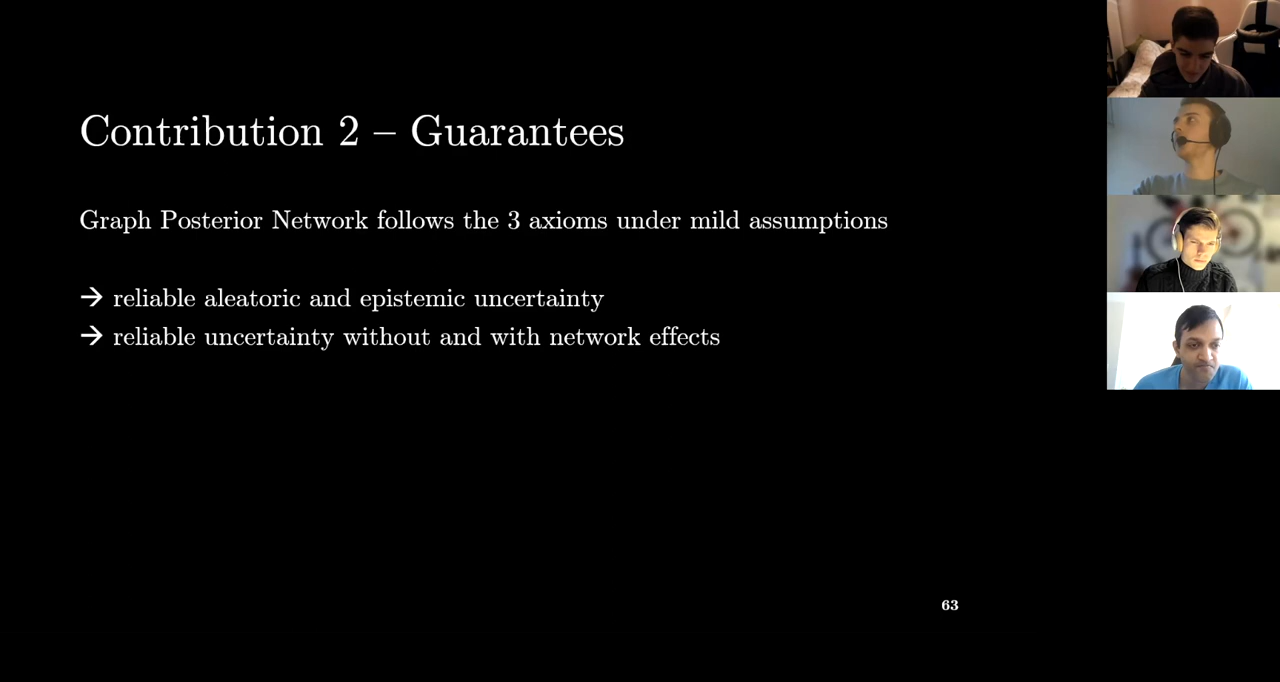 Contribution 2 – Guarantees
Graph Posterior Network follows the 3 axioms under mild assumptions
→ reliable aleatoric and epistemic uncertainty
→ reliable uncertainty without and with network effects
63